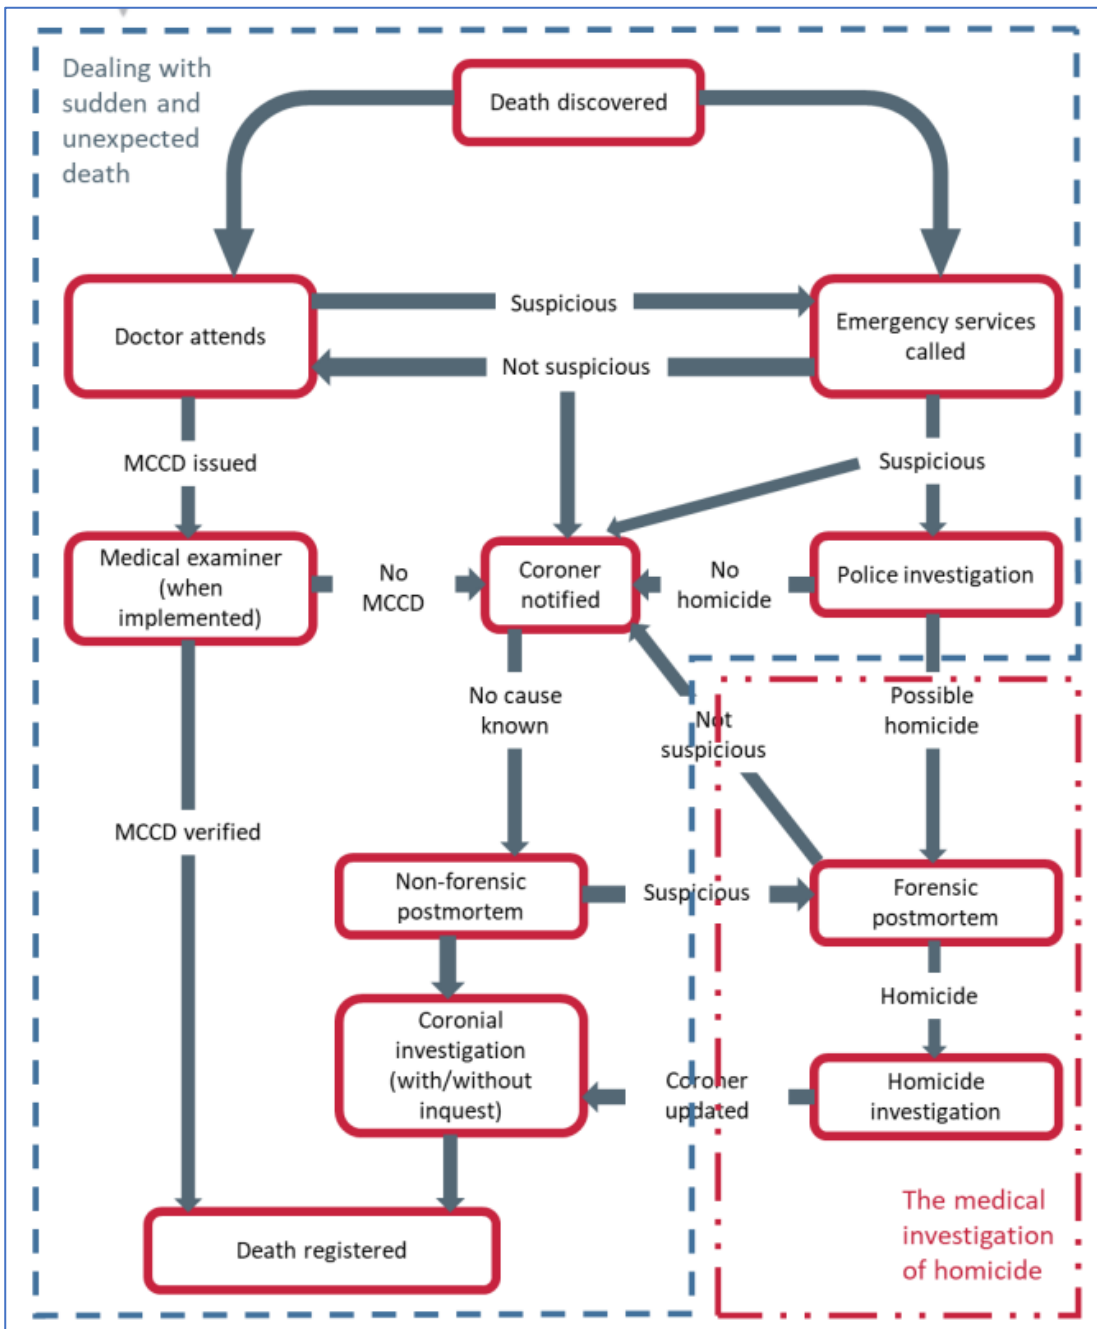 Dealing with
sudden and
unexpected
death
Death discovered
Doctor attends
Suspicious
Not suspicious
Emergency services
called
MCCD issued
Suspicious
Medical examiner
(when
implemented)
No
MCCD
Coroner
notified
No
homicide
Police investigation
No cause
known
Not
suspicious
Possible
homicide
MCCD verified
Non-forensic
postmortem
Suspicious
Forensic
postmortem
Homicide
Coronial
investigation
(with/without
inquest)
Coroner
updated
Homicide
investigation
Death registered
The medical
investigation
of homicide